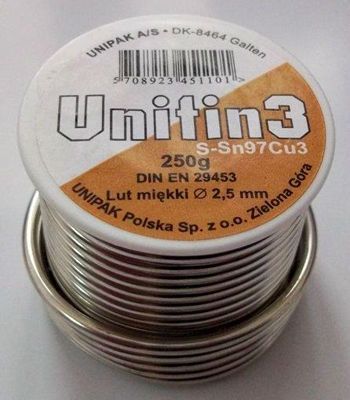 UNIPAK A/S • DK-8464 Galten
5 708923 451101 >
Unitin3
S-Sn97Cu3
250g
DIN EN 29453
Lut miękki Ø 2,5 mm
UNIPAK Polska Sp. z o.o. Zielona Góra